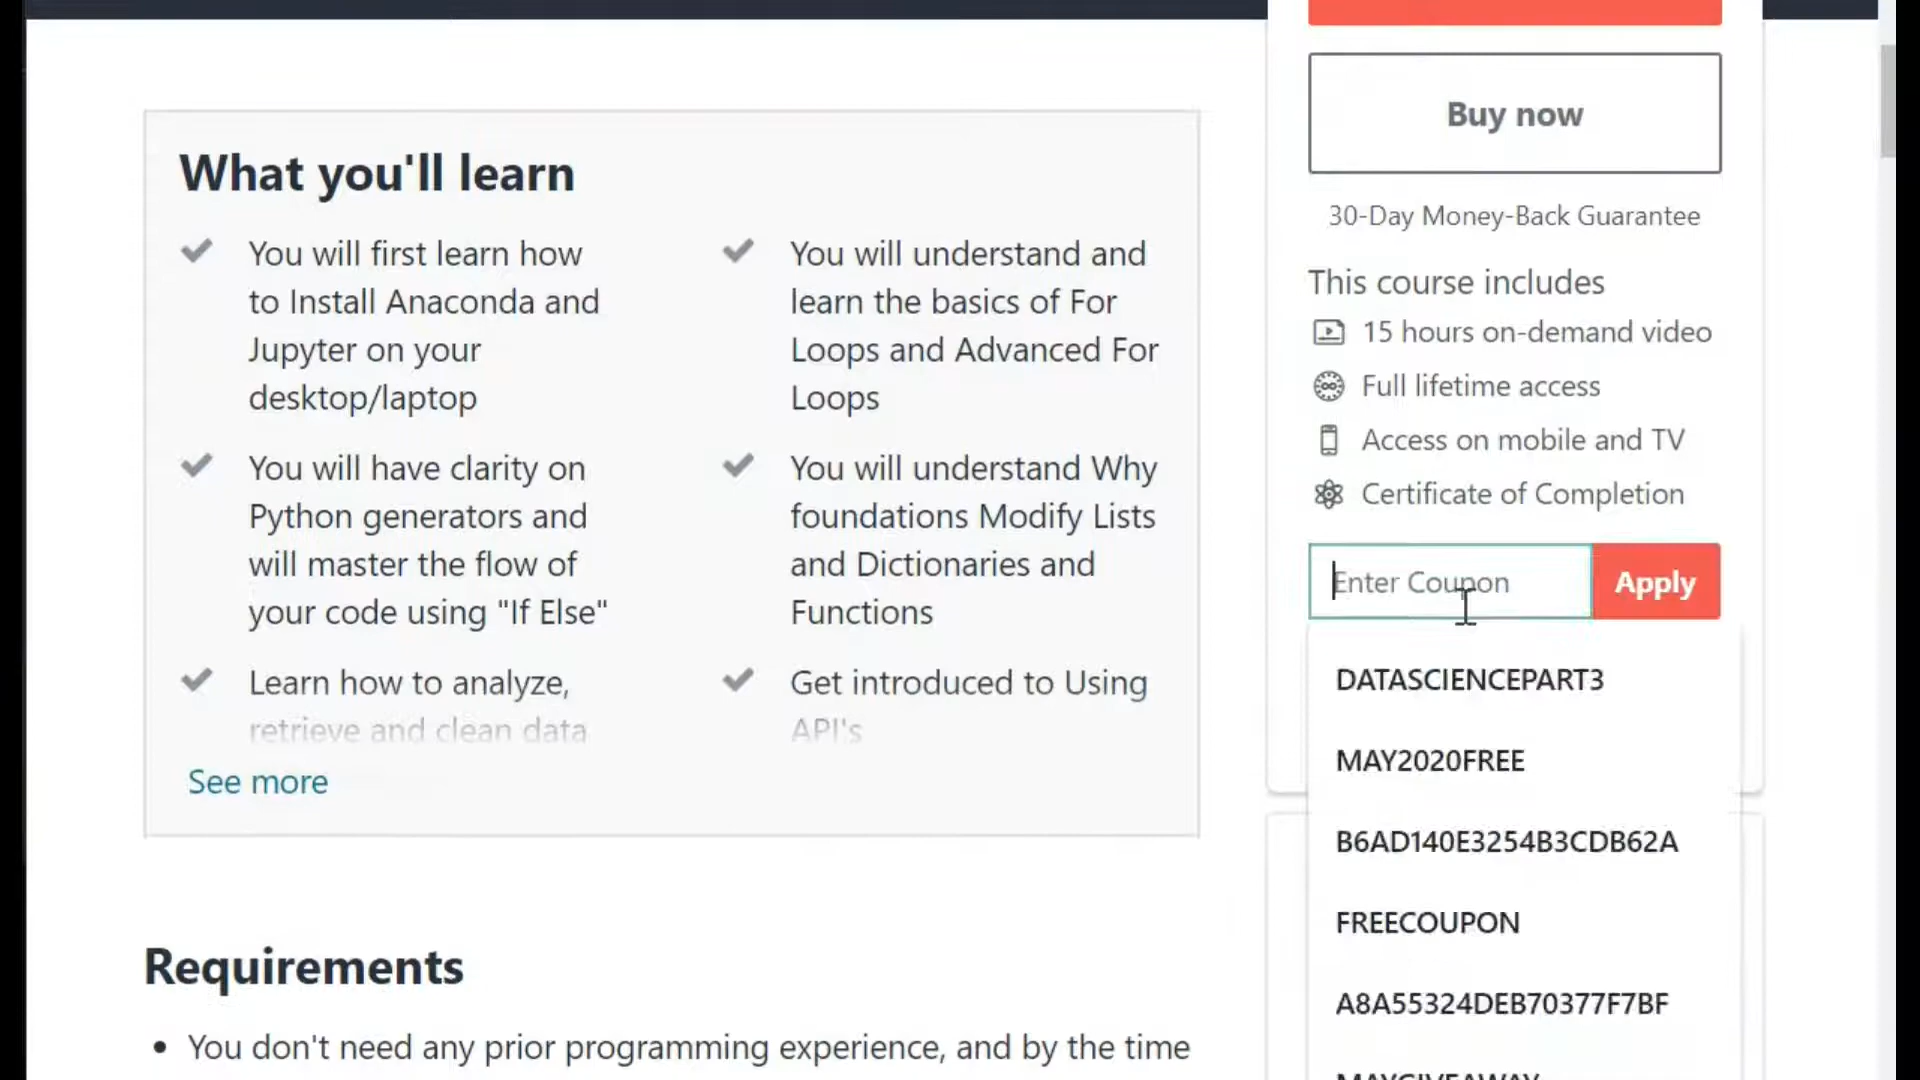 What you'll learn
You will first learn how
to Install Anaconda and
Jupyter on your
desktop/laptop
You will have clarity on
Python generators and
will master the flow of
your code using "If Else"
Learn how to analyze,
retrieve and clean data
You will understand and
learn the basics of For
Loops and Advanced For
Loops
You will understand Why
foundations Modify Lists
and Dictionaries and
Functions
Get introduced to Using
API's
See more
Requirements
You don't need any prior programming experience, and by the time
Buy now
30-Day Money-Back Guarantee
This course includes
15 hours on-demand video
Full lifetime access
Access on mobile and TV
Certificate of Completion
Enter Coupon
Apply
DATASCIENCEPART3
MAY2020FREE
B6AD140E3254B3CDB62A
FREECOUPON
A8A55324DEB70377F7BF
MAYGIVEAWAY